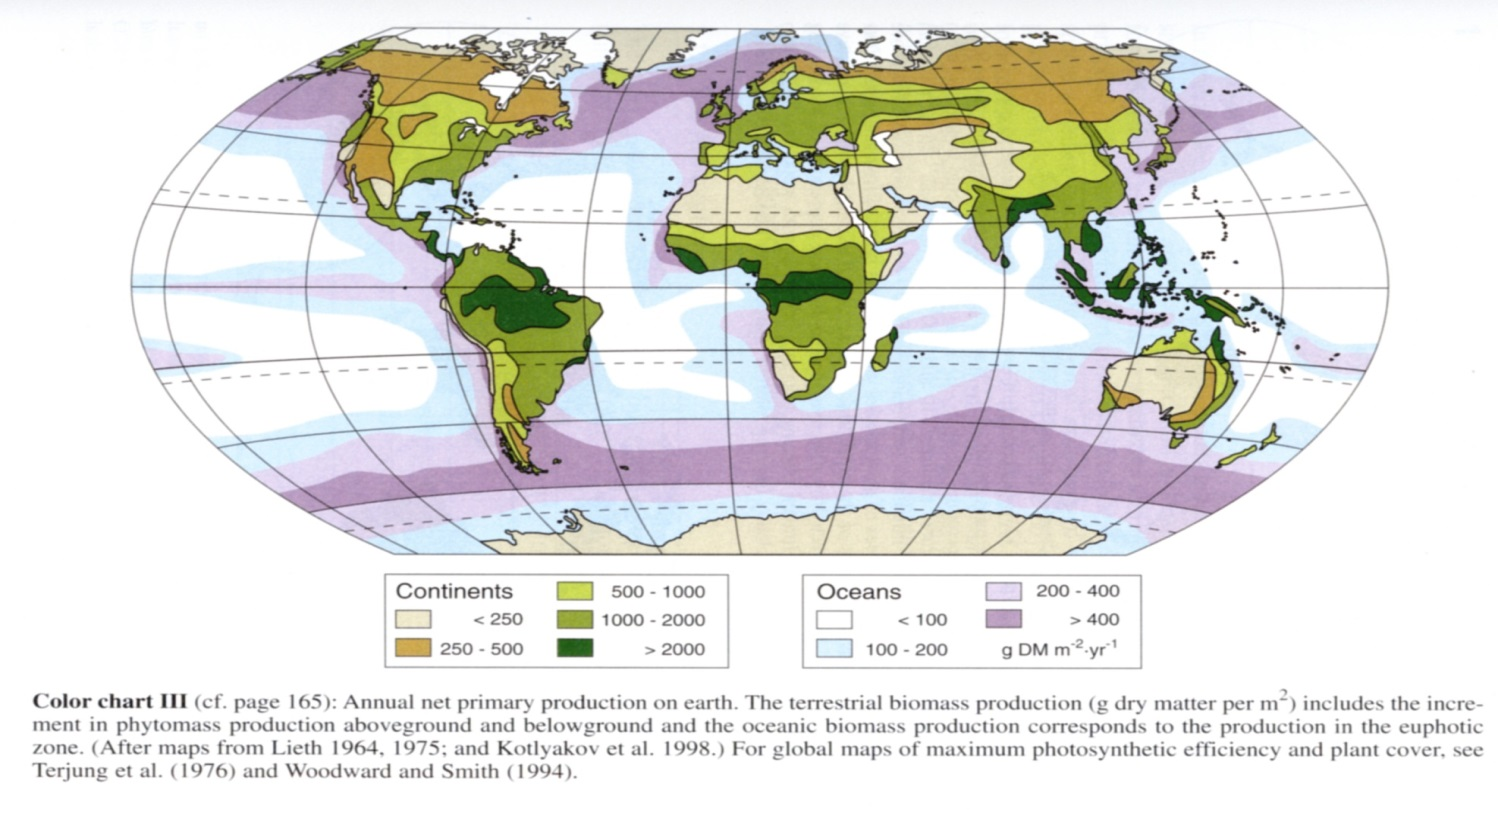 Continents
< 250
250 - 500
500 - 1000
1000 - 2000
> 2000
Oceans
< 100
100 - 200
200 - 400
> 400
g DM m⁻²·yr⁻¹
Color chart III (cf. page 165): Annual net primary production on earth. The terrestrial biomass production (g dry matter per m²) includes the incre-
ment in phytomass production aboveground and belowground and the oceanic biomass production corresponds to the production in the euphotic
zone. (After maps from Lieth 1964, 1975; and Kotlyakov et al. 1998.) For global maps of maximum photosynthetic efficiency and plant cover, see
Terjung et al. (1976) and Woodward and Smith (1994).